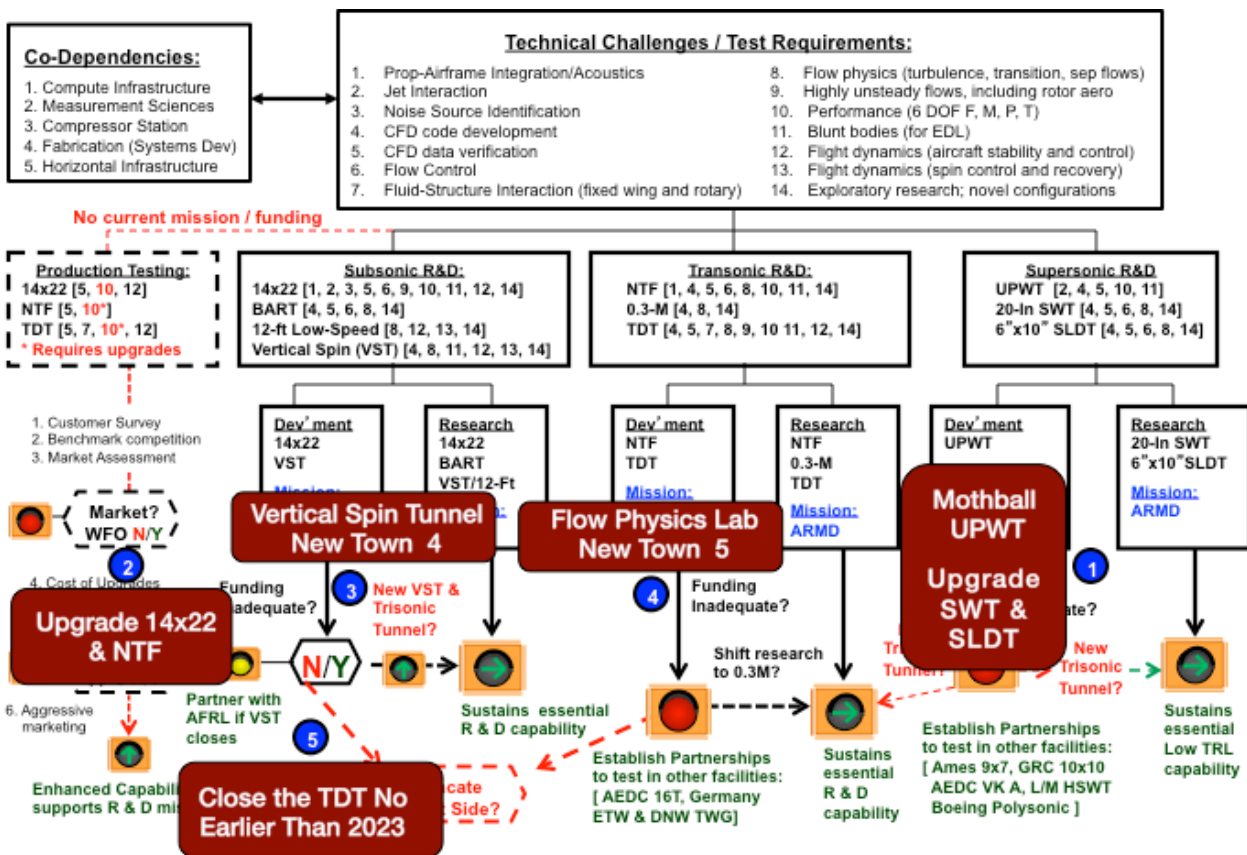 Co-Dependencies:
1. Compute Infrastructure
2. Measurement Sciences
3. Compressor Station
4. Fabrication (Systems Dev)
5. Horizontal Infrastructure
Technical Challenges / Test Requirements:
1. Prop-Airframe Integration/Acoustics
2. Jet Interaction
3. Noise Source Identification
4. CFD code development
5. CFD data verification
6. Flow Control
7. Fluid-Structure Interaction (fixed wing and rotary)
8. Flow physics (turbulence, transition, sep flows)
9. Highly unsteady flows, including rotor aero
10. Performance (6 DOF F, M, P, T)
11. Blunt bodies (for EDL)
12. Flight dynamics (aircraft stability and control)
13. Flight dynamics (spin control and recovery)
14. Exploratory research; novel configurations
No current mission / funding
Production Testing:
14x22 [5, 10, 12]
NTF [5, 10*]
TDT [5, 7, 10*, 12]
* Requires upgrades
Subsonic R&D:
14x22 [1, 2, 3, 5, 6, 9, 10, 11, 12, 14]
BART [4, 5, 6, 8, 14]
12-ft Low-Speed [8, 12, 13, 14]
Vertical Spin (VST) [4, 8, 11, 12, 13, 14]
Transonic R&D:
NTF [1, 4, 5, 6, 8, 10, 11, 14]
0.3-M [4, 8, 14]
TDT [4, 5, 7, 8, 9, 10 11, 12, 14]
Supersonic R&D
UPWT [2, 4, 5, 10, 11]
20-In SWT [4, 5, 6, 8, 14]
6"x10" SLDT [4, 5, 6, 8, 14]
1. Customer Survey
2. Benchmark competition
3. Market Assessment
Dev'ment
14x22
VST
Mission:
Research
14x22
BART
VST/12-Ft
Dev'ment
NTF
TDT
Mission:
Research
NTF
0.3-M
TDT
Mission:
ARMD
Dev'ment
UPWT
Research
20-In SWT
6"x10"SLDT
Mission:
ARMD
Market?
WFO N/Y
Vertical Spin Tunnel
New Town 4
Flow Physics Lab
New Town 5
Mothball
UPWT
Upgrade
SWT &
SLDT
2
3
4
1
4. Cost of Upgrades
Funding
Inadequate?
New VST &
Trisonic
Tunnel?
Funding
Inadequate?
Upgrade 14x22
& NTF
N/Y
Shift research
to 0.3M?
Tunnel?
New
Trisonic
Tunnel?
Partner with
AFRL if VST
closes
6. Aggressive
marketing
5
Sustains essential
R & D capability
Enhanced Capabil
supports R & D mis
Close the TDT No
Earlier Than 2023
cate
Side?
Establish Partnerships
to test in other facilities:
[ AEDC 16T, Germany
ETW & DNW TWG]
Sustains
essential
R & D
capability
Establish Partnerships
to test in other facilities:
[ Ames 9x7, GRC 10x10
AEDC VK A, L/M HSWT
Boeing Polysonic ]
Sustains
essential
Low TRL
capability